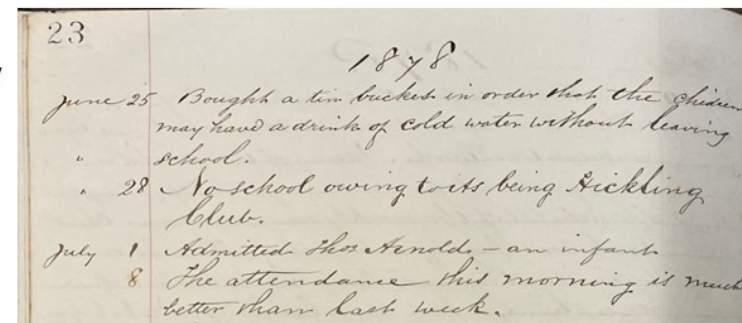 23
1878
June 25 Bought a tin bucket in order that the children
may have a drink of cold water without leaving
" school.
" 28 No school owing to its being Hickling
Club.
July 1 Admitted Thos Arnold - an infant
8 The attendance this morning is much
better than last week.